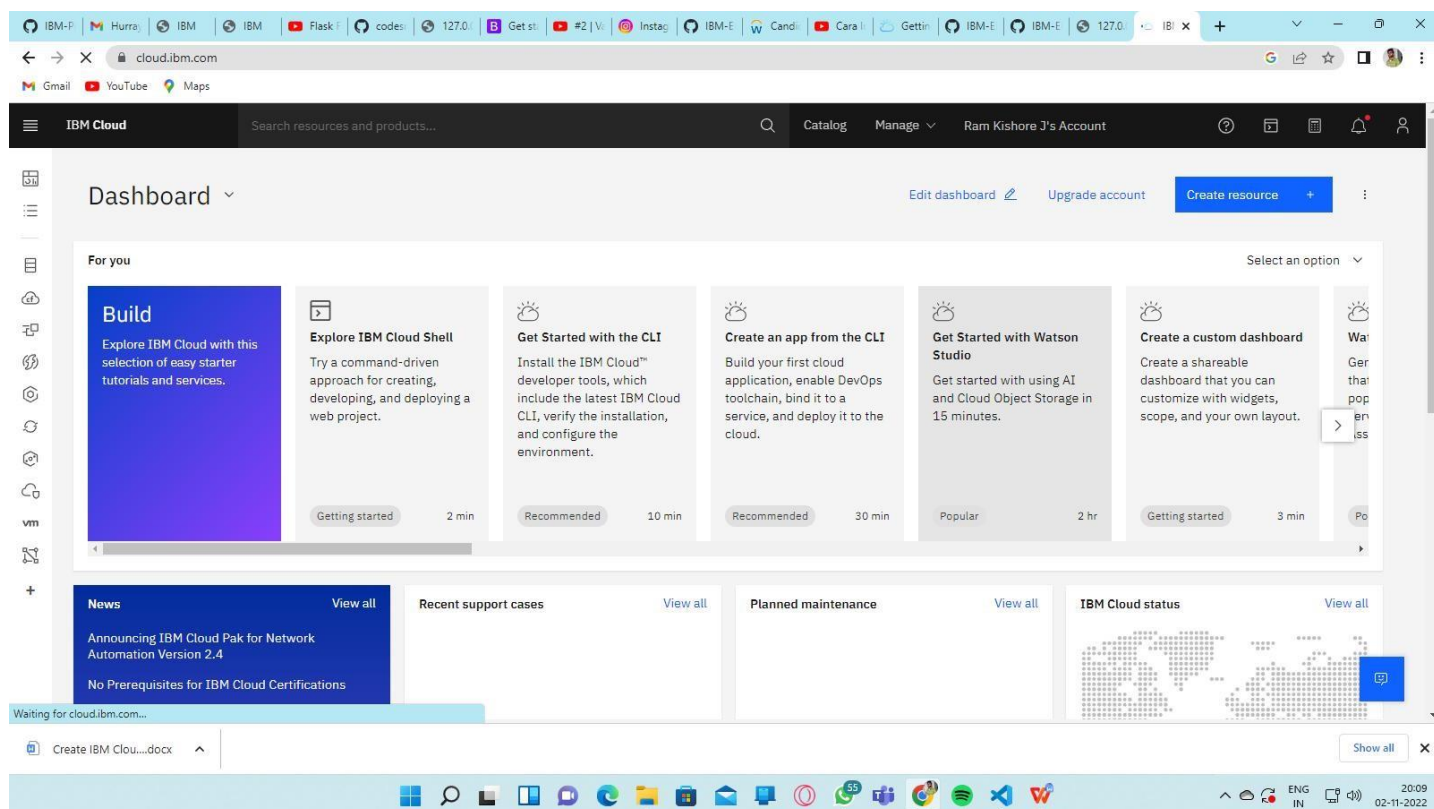 IBM-P
Hurra
IBM
IBM
Flask F
codes
127.0.
Get st
#2 | V
Instag
IBM-E
Candi
Cara l
Gettin
IBM-E
IBM-E
127.0.
IB
cloud.ibm.com
Gmail YouTube Maps
IBM Cloud
Search resources and products...
Catalog
Manage
Ram Kishore J's Account
Dashboard
Edit dashboard
Upgrade account
Create resource +
For you
Select an option
Build
Explore IBM Cloud with this
selection of easy starter
tutorials and services.
Explore IBM Cloud Shell
Try a command-driven
approach for creating,
developing, and deploying a
web project.
Getting started 2 min
Get Started with the CLI
Install the IBM Cloud™
developer tools, which
include the latest IBM Cloud
CLI, verify the installation,
and configure the
environment.
Recommended 10 min
Create an app from the CLI
Build your first cloud
application, enable DevOps
toolchain, bind it to a
service, and deploy it to the
cloud.
Recommended 30 min
Get Started with Watson
Studio
Get started with using AI
and Cloud Object Storage in
15 minutes.
Popular 2 hr
Create a custom dashboard
Create a shareable
dashboard that you can
customize with widgets,
scope, and your own layout.
Getting started 3 min
Wat
Ger
that
pop
Po
vm
News View all
Announcing IBM Cloud Pak for Network
Automation Version 2.4
No Prerequisites for IBM Cloud Certifications
Recent support cases View all
Planned maintenance View all
IBM Cloud status View all
Waiting for cloud.ibm.com...
Create IBM Clou....docx
Show all
55
ENG
IN
20:09
02-11-2022